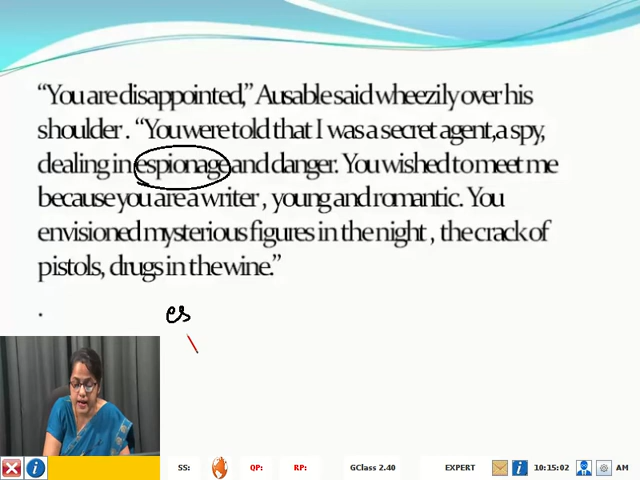 “You are disappointed,” Ausable said wheezily over his
shoulder . “You were told that I was a secret agent,a spy,
dealing in espionage and danger. You wished to meet me
because you are a writer , young and romantic. You
envisioned mysterious figures in the night , the crack of
pistols, drugs in the wine.”
.
es
SS: QP: RP: GClass 2.40 EXPERT 10:15:02 AM